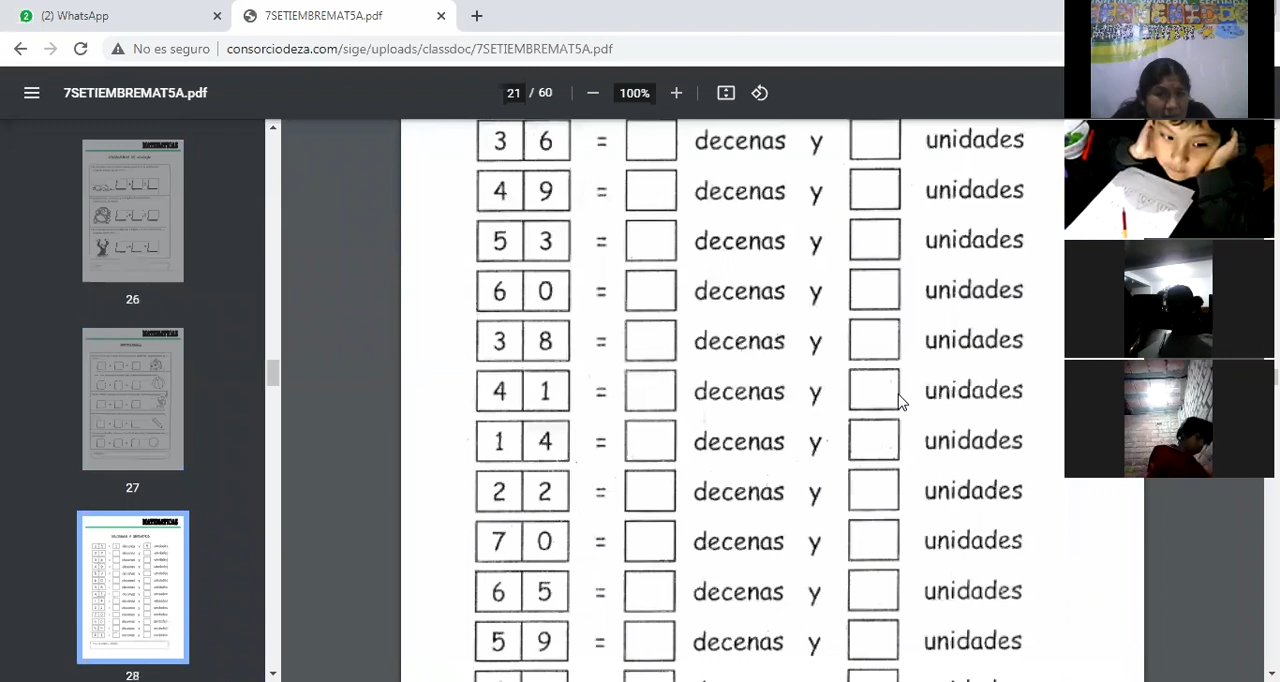 (2) WhatsApp
7SETIEMBREMAT5A.pdf
No es seguro
consorciodeza.com/sige/uploads/classdoc/7SETIEMBREMAT5A.pdf
7SETIEMBREMAT5A.pdf
21 / 60
100%
3 6 = decenas y unidades
4 9 = decenas y unidades
5 3 = decenas y unidades
6 0 = decenas y unidades
3 8 = decenas y unidades
4 1 = decenas y unidades
1 4 = decenas y unidades
2 2 = decenas y unidades
7 0 = decenas y unidades
6 5 = decenas y unidades
5 9 = decenas y unidades
26
27
28